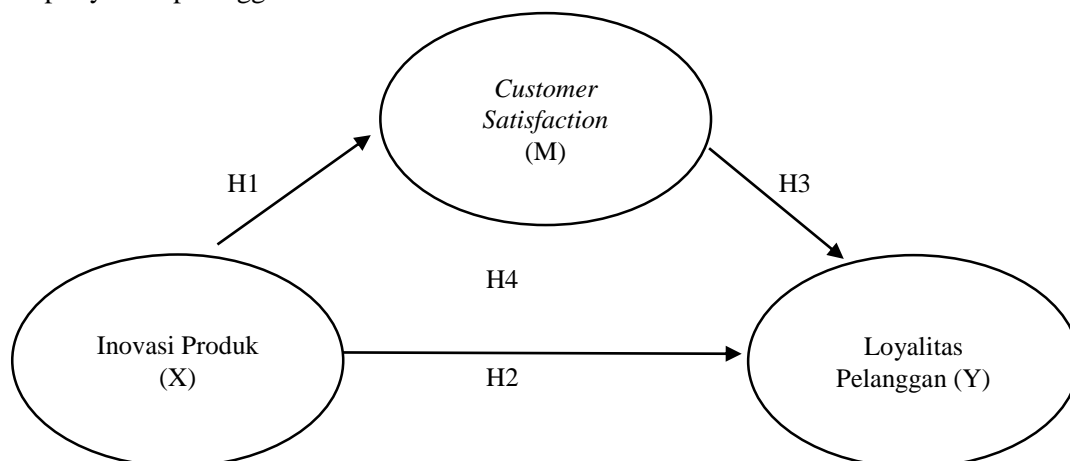 Customer
Satisfaction
(M)
H1
H3
H4
Inovasi Produk
(X)
H2
Loyalitas
Pelanggan (Y)